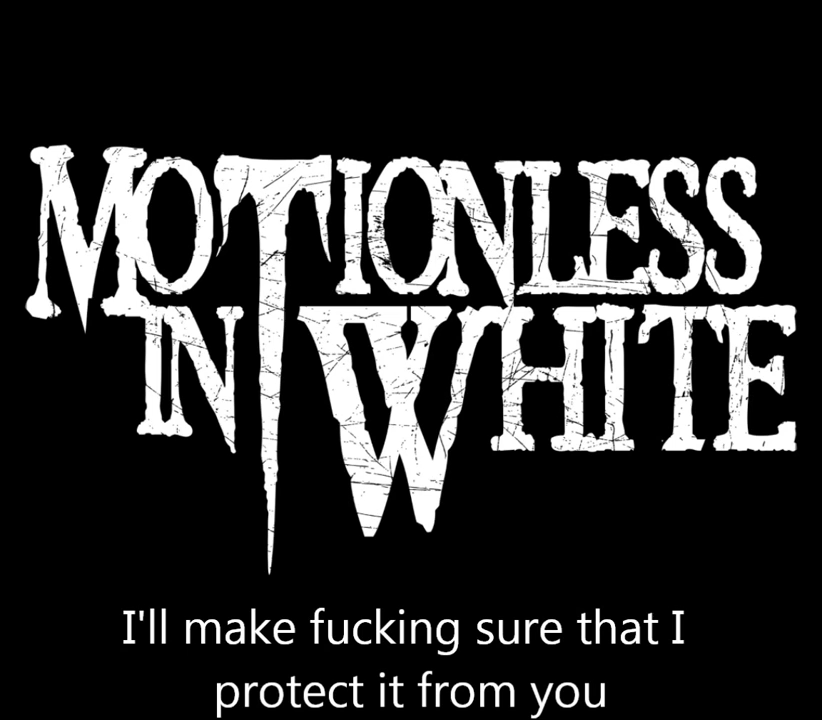 MOTIONLESS
IN WHITE
I'll make fucking sure that I
protect it from you